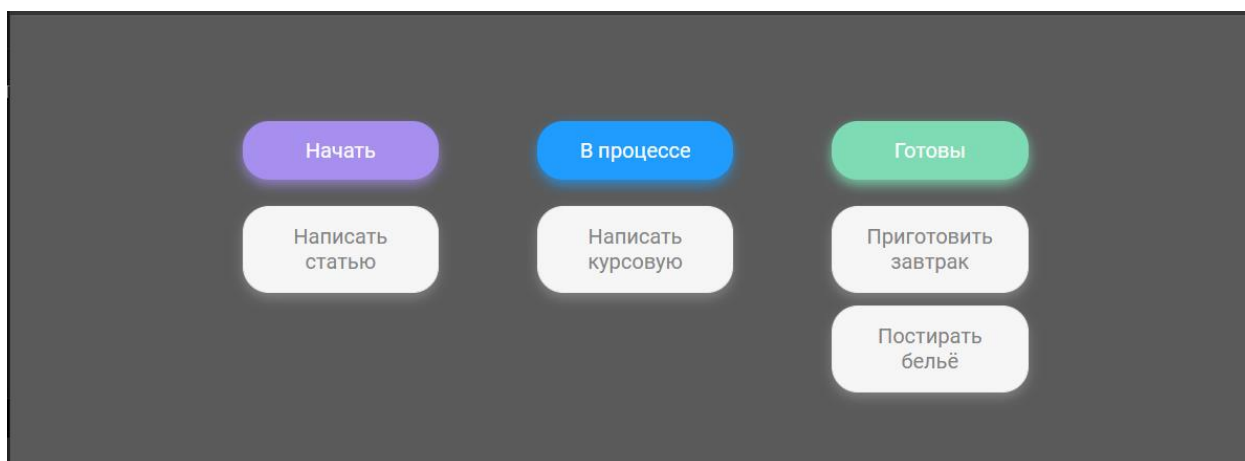 Начать
В процессе
Готовы
Написать
статью
Написать
курсовую
Приготовить
завтрак
Постирать
бельё